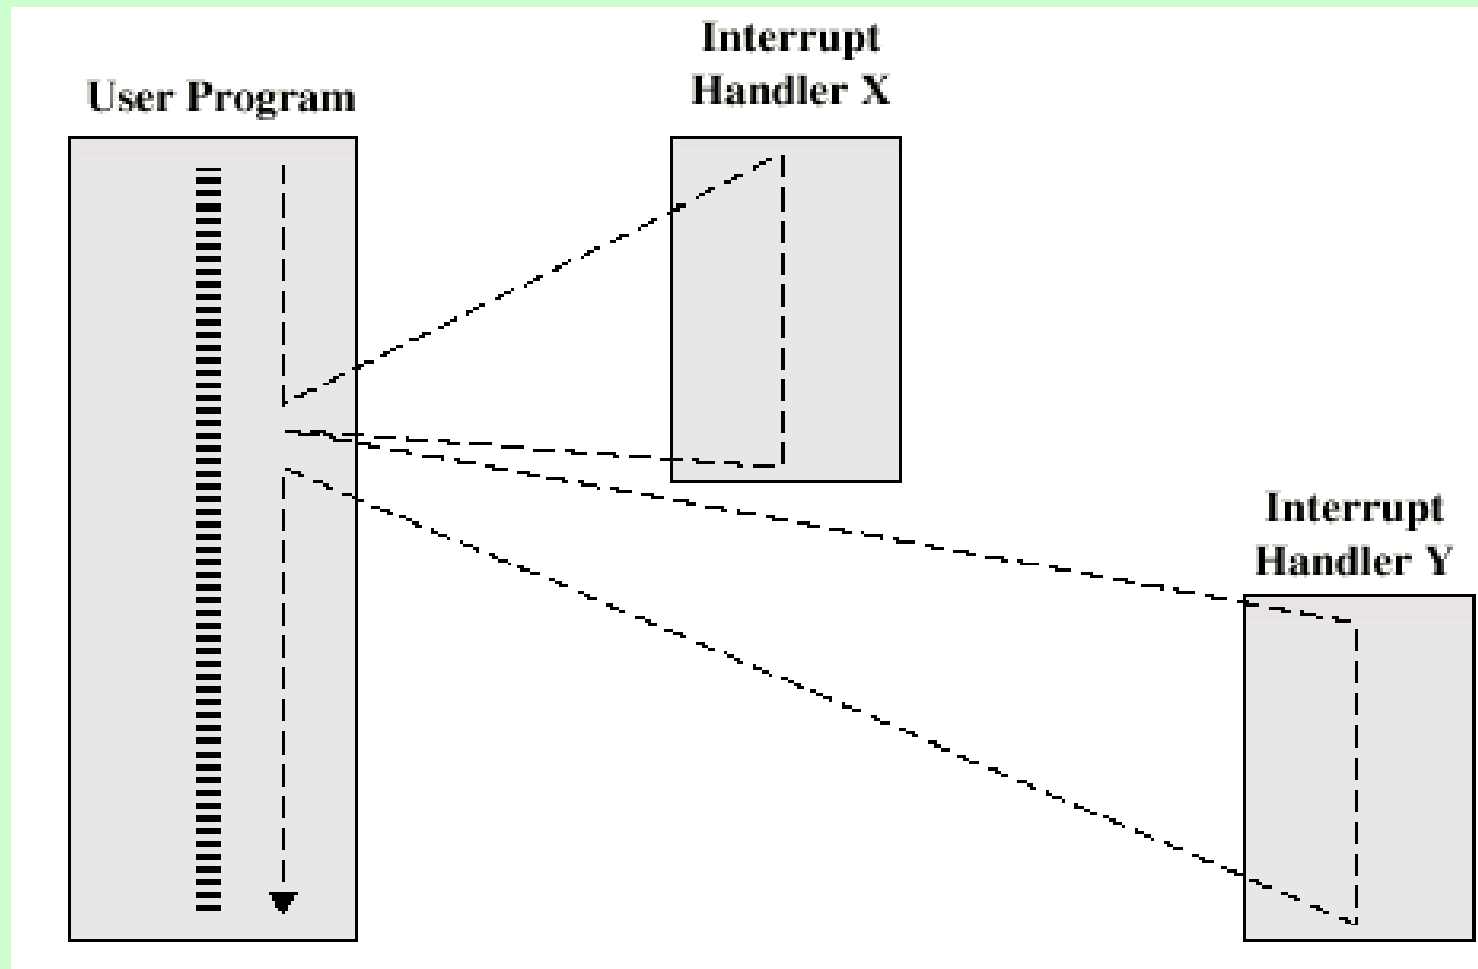 User Program
Interrupt
Handler X
Interrupt
Handler Y